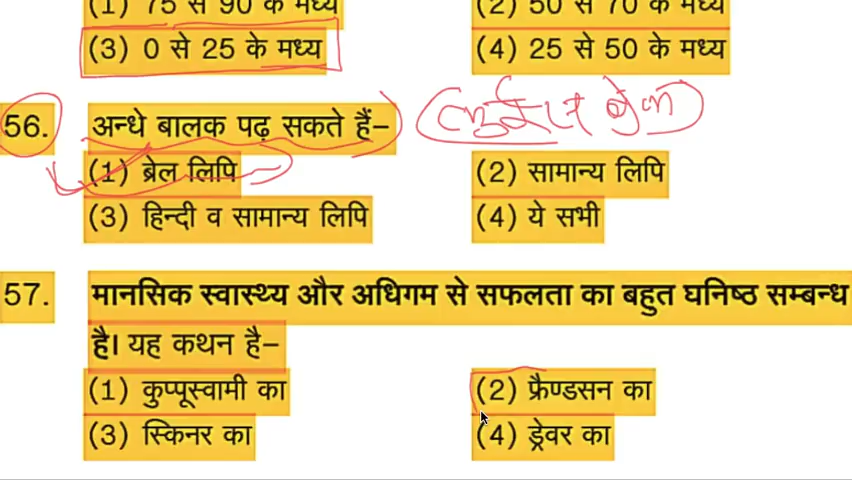 (1) 75 से 90 के मध्य (2) 50 से 70 के मध्य
(3) 0 से 25 के मध्य (4) 25 से 50 के मध्य
56. अन्धे बालक पढ़ सकते हैं–
(1) ब्रेल लिपि (2) सामान्य लिपि
(3) हिन्दी व सामान्य लिपि (4) ये सभी
57. मानसिक स्वास्थ्य और अधिगम से सफलता का बहुत घनिष्ठ सम्बन्ध
है। यह कथन है–
(1) कुप्पूस्वामी का (2) फ्रैण्डसन का
(3) स्किनर का (4) ड्रेवर का